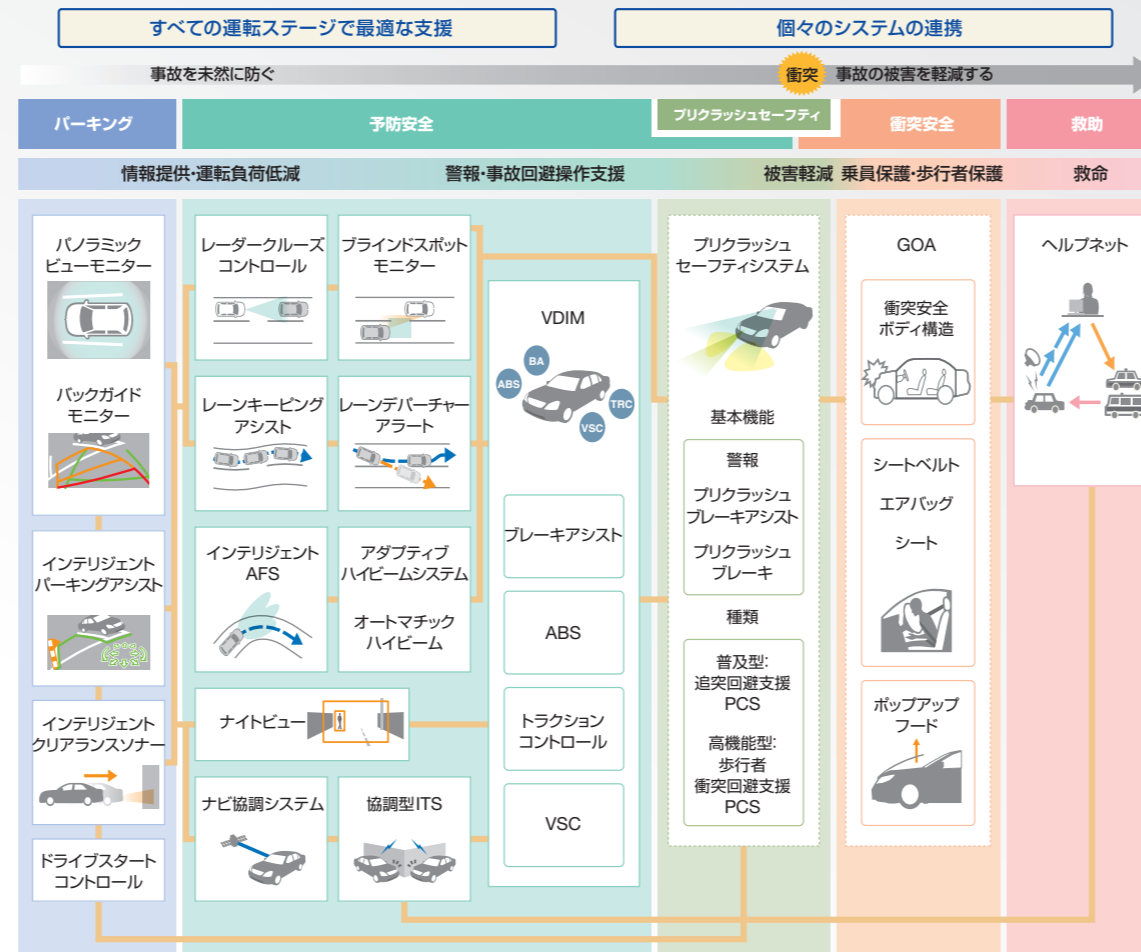 すべての運転ステージで最適な支援
個々のシステムの連携
事故を未然に防ぐ
衝突
事故の被害を軽減する
パーキング
予防安全
プリクラッシュセーフティ
衝突安全
救助
情報提供・運転負荷低減
警報・事故回避操作支援
被害軽減
乗員保護・歩行者保護
救命
パノラミック
ビューモニター
バックガイド
モニター
インテリジェント
パーキングアシスト
インテリジェント
クリアランスソナー
ドライブスタート
コントロール
レーダークルーズ
コントロール
ブラインドスポット
モニター
レーンキーピング
アシスト
レーンデパーチャー
アラート
インテリジェント
AFS
アダプティブ
ハイビームシステム
オートマチック
ハイビーム
ナイトビュー
ナビ協調システム
協調型ITS
VDIM
BA
ABS
TRC
VSC
ブレーキアシスト
ABS
トラクション
コントロール
VSC
プリクラッシュ
セーフティシステム
基本機能
警報
プリクラッシュ
ブレーキアシスト
プリクラッシュ
ブレーキ
種類
普及型：
追突回避支援
PCS
高機能型：
歩行者
衝突回避支援
PCS
GOA
衝突安全
ボディ構造
シートベルト
エアバッグ
シート
ポップアップ
フード
ヘルプネット